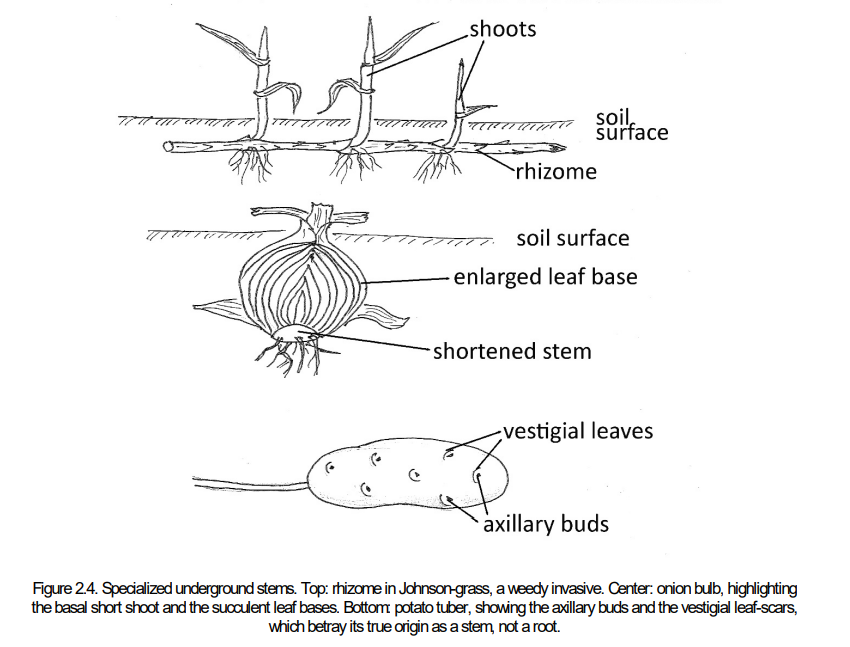 shoots
soil
surface
rhizome
soil surface
enlarged leaf base
shortened stem
vestigial leaves
axillary buds
Figure 2.4. Specialized underground stems. Top: rhizome in Johnson-grass, a weedy invasive. Center: onion bulb, highlighting
the basal short shoot and the succulent leaf bases. Bottom: potato tuber, showing the axillary buds and the vestigial leaf-scars,
which betray its true origin as a stem, not a root.